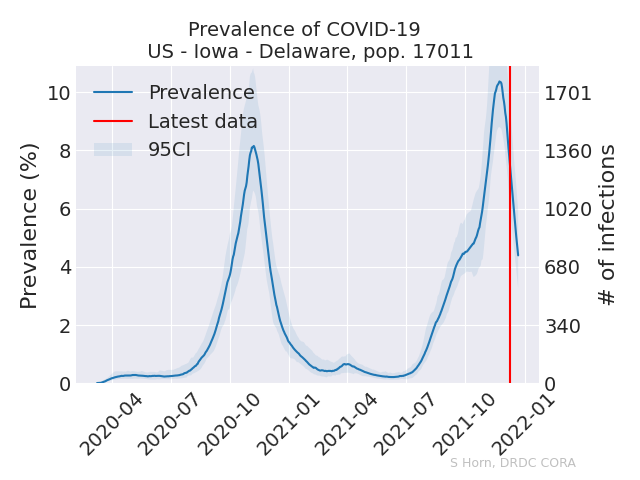 Prevalence of COVID-19
US - Iowa - Delaware, pop. 17011
Prevalence
Latest data
95CI
Prevalence (%)
10
8
6
4
2
0
1701
1360
1020
680
340
0
# of infections
2020-04
2020-07
2020-10
2021-01
2021-04
2021-07
2021-10
2022-01
S Horn, DRDC CORA